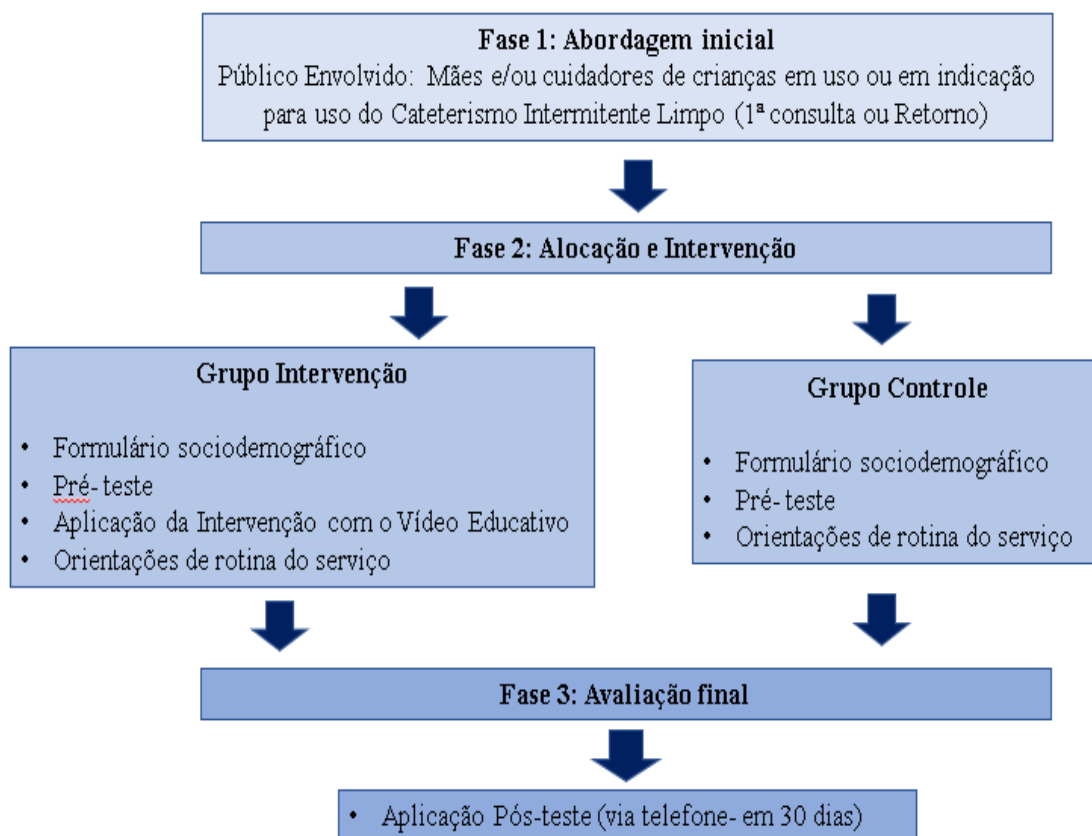 Fase 1: Abordagem inicial
Público Envolvido: Mães e/ou cuidadores de crianças em uso ou em indicação
para uso do Cateterismo Intermitente Limpo (1ª consulta ou Retorno)
Fase 2: Alocação e Intervenção
Grupo Intervenção
• Formulário sociodemográfico
• Pré- teste
• Aplicação da Intervenção com o Vídeo Educativo
• Orientações de rotina do serviço
Grupo Controle
• Formulário sociodemográfico
• Pré- teste
• Orientações de rotina do serviço
Fase 3: Avaliação final
• Aplicação Pós-teste (via telefone- em 30 dias)